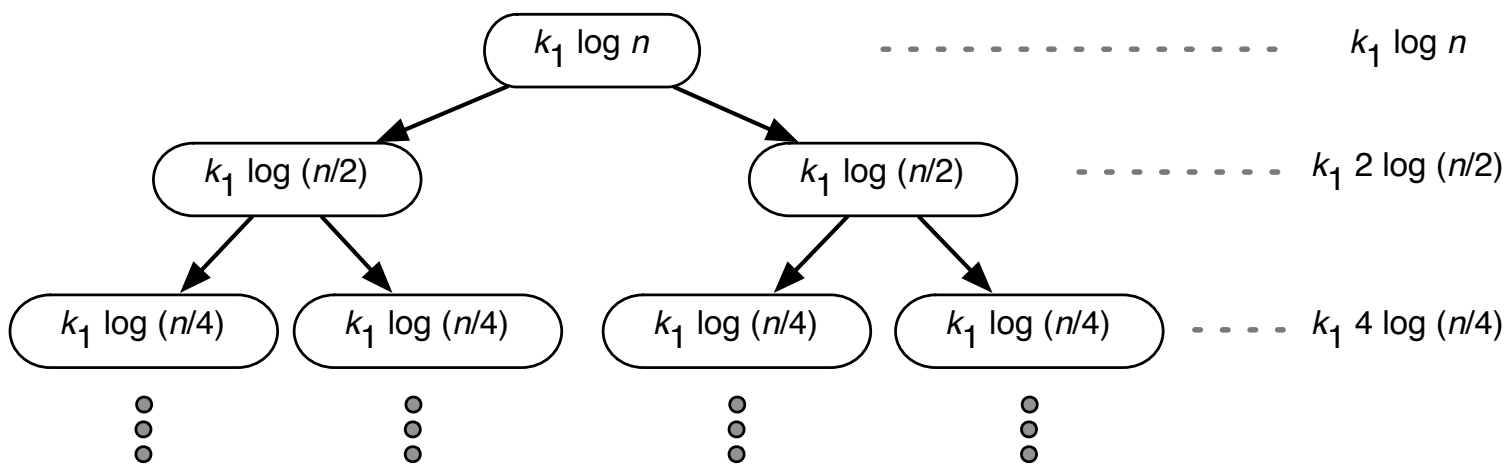 k₁ log n k₁ log n
k₁ log (n/2) k₁ log (n/2) k₁ 2 log (n/2)
k₁ log (n/4) k₁ log (n/4) k₁ log (n/4) k₁ log (n/4) k₁ 4 log (n/4)